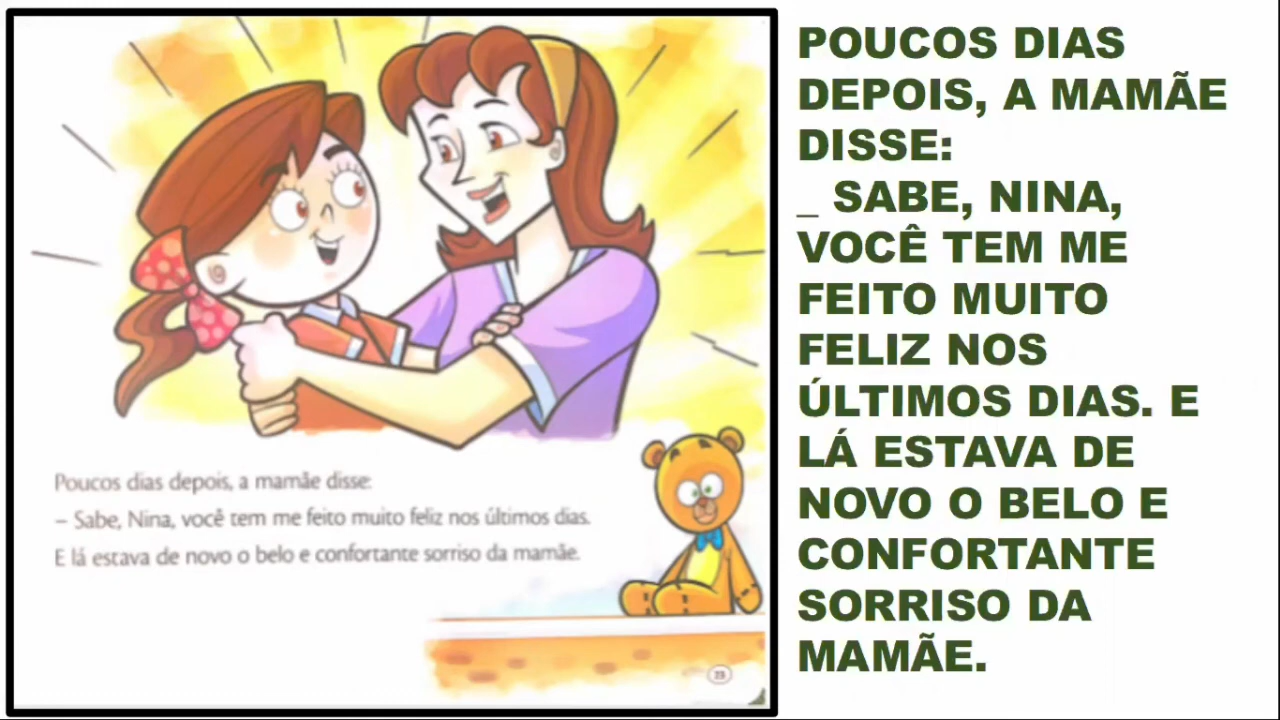 Poucos dias depois, a mamãe disse:
– Sabe, Nina, você tem me feito muito feliz nos últimos dias.
E lá estava de novo o belo e confortante sorriso da mamãe.
23
POUCOS DIAS
DEPOIS, A MAMÃE
DISSE:
_ SABE, NINA,
VOCÊ TEM ME
FEITO MUITO
FELIZ NOS
ÚLTIMOS DIAS. E
LÁ ESTAVA DE
NOVO O BELO E
CONFORTANTE
SORRISO DA
MAMÃE.